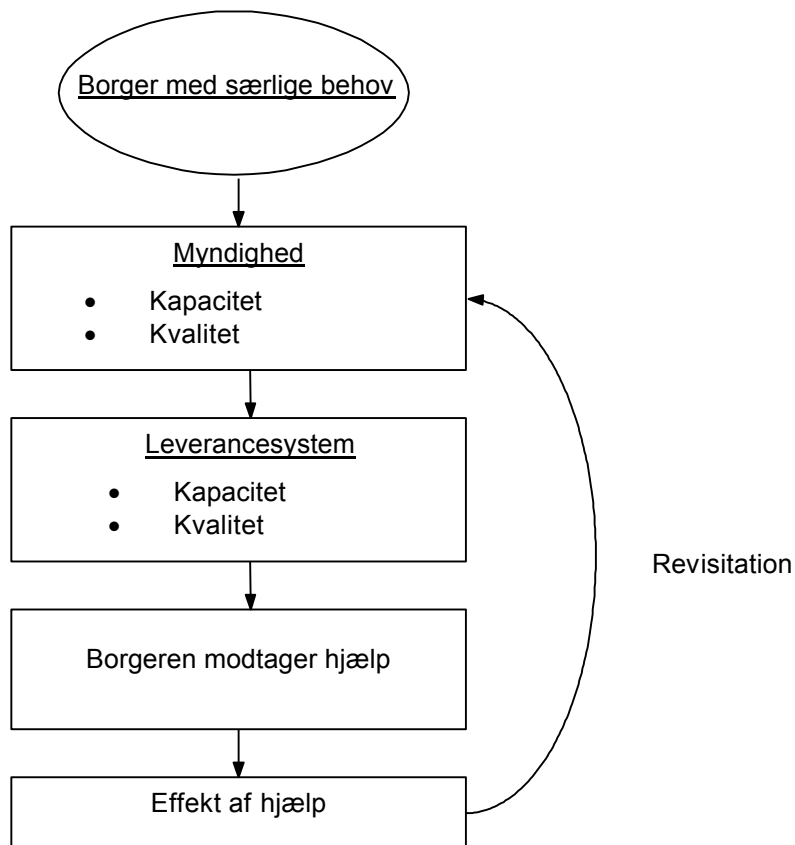 Borger med særlige behov
Myndighed
• Kapacitet
• Kvalitet
Leverancesystem
• Kapacitet
• Kvalitet
Revisitation
Borgeren modtager hjælp
Effekt af hjælp